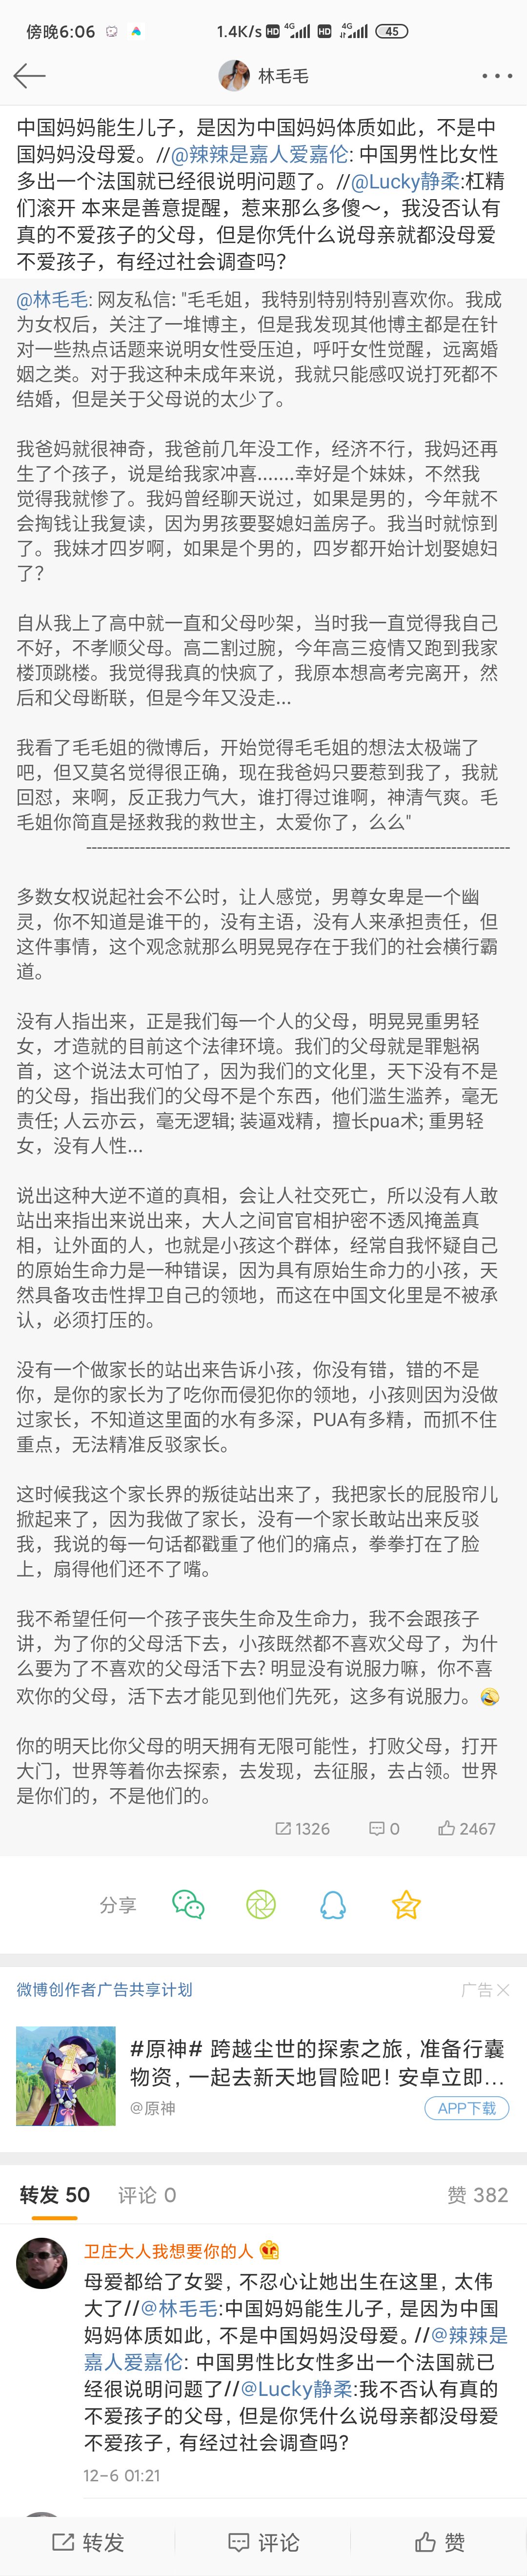 傍晚6:06
1.4K/s HD 4G HD 4G 45
林毛毛
中国妈妈能生儿子，是因为中国妈妈体质如此，不是中
国妈妈没母爱。//@辣辣是嘉人爱嘉伦: 中国男性比女性
多出一个法国就已经很说明问题了。//@Lucky静柔:杠精
们滚开 本来是善意提醒，惹来那么多傻～，我没否认有
真的不爱孩子的父母，但是你凭什么说母亲就都没母爱
不爱孩子，有经过社会调查吗？
@林毛毛: 网友私信: "毛毛姐，我特别特别特别喜欢你。我成
为女权后，关注了一堆博主，但是我发现其他博主都是在针
对一些热点话题来说明女性受压迫，呼吁女性觉醒，远离婚
姻之类。对于我这种未成年来说，我就只能感叹说打死都不
结婚，但是关于父母说的太少了。
我爸妈就很神奇，我爸前几年没工作，经济不行，我妈还再
生了个孩子，说是给我家冲喜.......幸好是个妹妹，不然我
觉得我就惨了。我妈曾经聊天说过，如果是男的，今年就不
会掏钱让我复读，因为男孩要娶媳妇盖房子。我当时就惊到
了。我妹才四岁啊，如果是个男的，四岁都开始计划娶媳妇
了？
自从我上了高中就一直和父母吵架，当时我一直觉得我自己
不好，不孝顺父母。高二割过腕，今年高三疫情又跑到我家
楼顶跳楼。我觉得我真的快疯了，我原本想高考完离开，然
后和父母断联，但是今年又没走...
我看了毛毛姐的微博后，开始觉得毛毛姐的想法太极端了
吧，但又莫名觉得很正确，现在我爸妈只要惹到我了，我就
回怼，来啊，反正我力气大，谁打得过谁啊，神清气爽。毛
毛姐你简直是拯救我的救世主，太爱你了，么么"
--------------------------------------------------------------------------------
多数女权说起社会不公时，让人感觉，男尊女卑是一个幽
灵，你不知道是谁干的，没有主语，没有人来承担责任，但
这件事情，这个观念就那么明晃晃存在于我们的社会横行霸
道。
没有人指出来，正是我们每一个人的父母，明晃晃重男轻
女，才造就的目前这个法律环境。我们的父母就是罪魁祸
首，这个说法太可怕了，因为我们的文化里，天下没有不是
的父母，指出我们的父母不是个东西，他们滥生滥养，毫无
责任; 人云亦云，毫无逻辑; 装逼戏精，擅长pua术; 重男轻
女，没有人性...
说出这种大逆不道的真相，会让人社交死亡，所以没有人敢
站出来指出来说出来，大人之间官官相护密不透风掩盖真
相，让外面的人，也就是小孩这个群体，经常自我怀疑自己
的原始生命力是一种错误，因为具有原始生命力的小孩，天
然具备攻击性捍卫自己的领地，而这在中国文化里是不被承
认，必须打压的。
没有一个做家长的站出来告诉小孩，你没有错，错的不是
你，是你的家长为了吃你而侵犯你的领地，小孩则因为没做
过家长，不知道这里面的水有多深，PUA有多精，而抓不住
重点，无法精准反驳家长。
这时候我这个家长界的叛徒站出来了，我把家长的屁股帘儿
掀起来了，因为我做了家长，没有一个家长敢站出来反驳
我，我说的每一句话都戳重了他们的痛点，拳拳打在了脸
上，扇得他们还不了嘴。
我不希望任何一个孩子丧失生命及生命力，我不会跟孩子
讲，为了你的父母活下去，小孩既然都不喜欢父母了，为什
么要为了不喜欢的父母活下去? 明显没有说服力嘛，你不喜
欢你的父母，活下去才能见到他们先死，这多有说服力。🤣
你的明天比你父母的明天拥有无限可能性，打败父母，打开
大门，世界等着你去探索，去发现，去征服，去占领。世界
是你们的，不是他们的。
1326 0 2467
分享
微博创作者广告共享计划 广告
#原神# 跨越尘世的探索之旅，准备行囊
物资，一起去新天地冒险吧！安卓立即...
@原神 APP下载
转发 50 评论 0 赞 382
卫庄大人我想要你的人
母爱都给了女婴，不忍心让她出生在这里，太伟
大了//@林毛毛:中国妈妈能生儿子，是因为中国
妈妈体质如此，不是中国妈妈没母爱。//@辣辣是
嘉人爱嘉伦: 中国男性比女性多出一个法国就已
经很说明问题了//@Lucky静柔:我不否认有真的
不爱孩子的父母，但是你凭什么说母亲都没母爱
不爱孩子，有经过社会调查吗？
12-6 01:21
转发 评论 赞